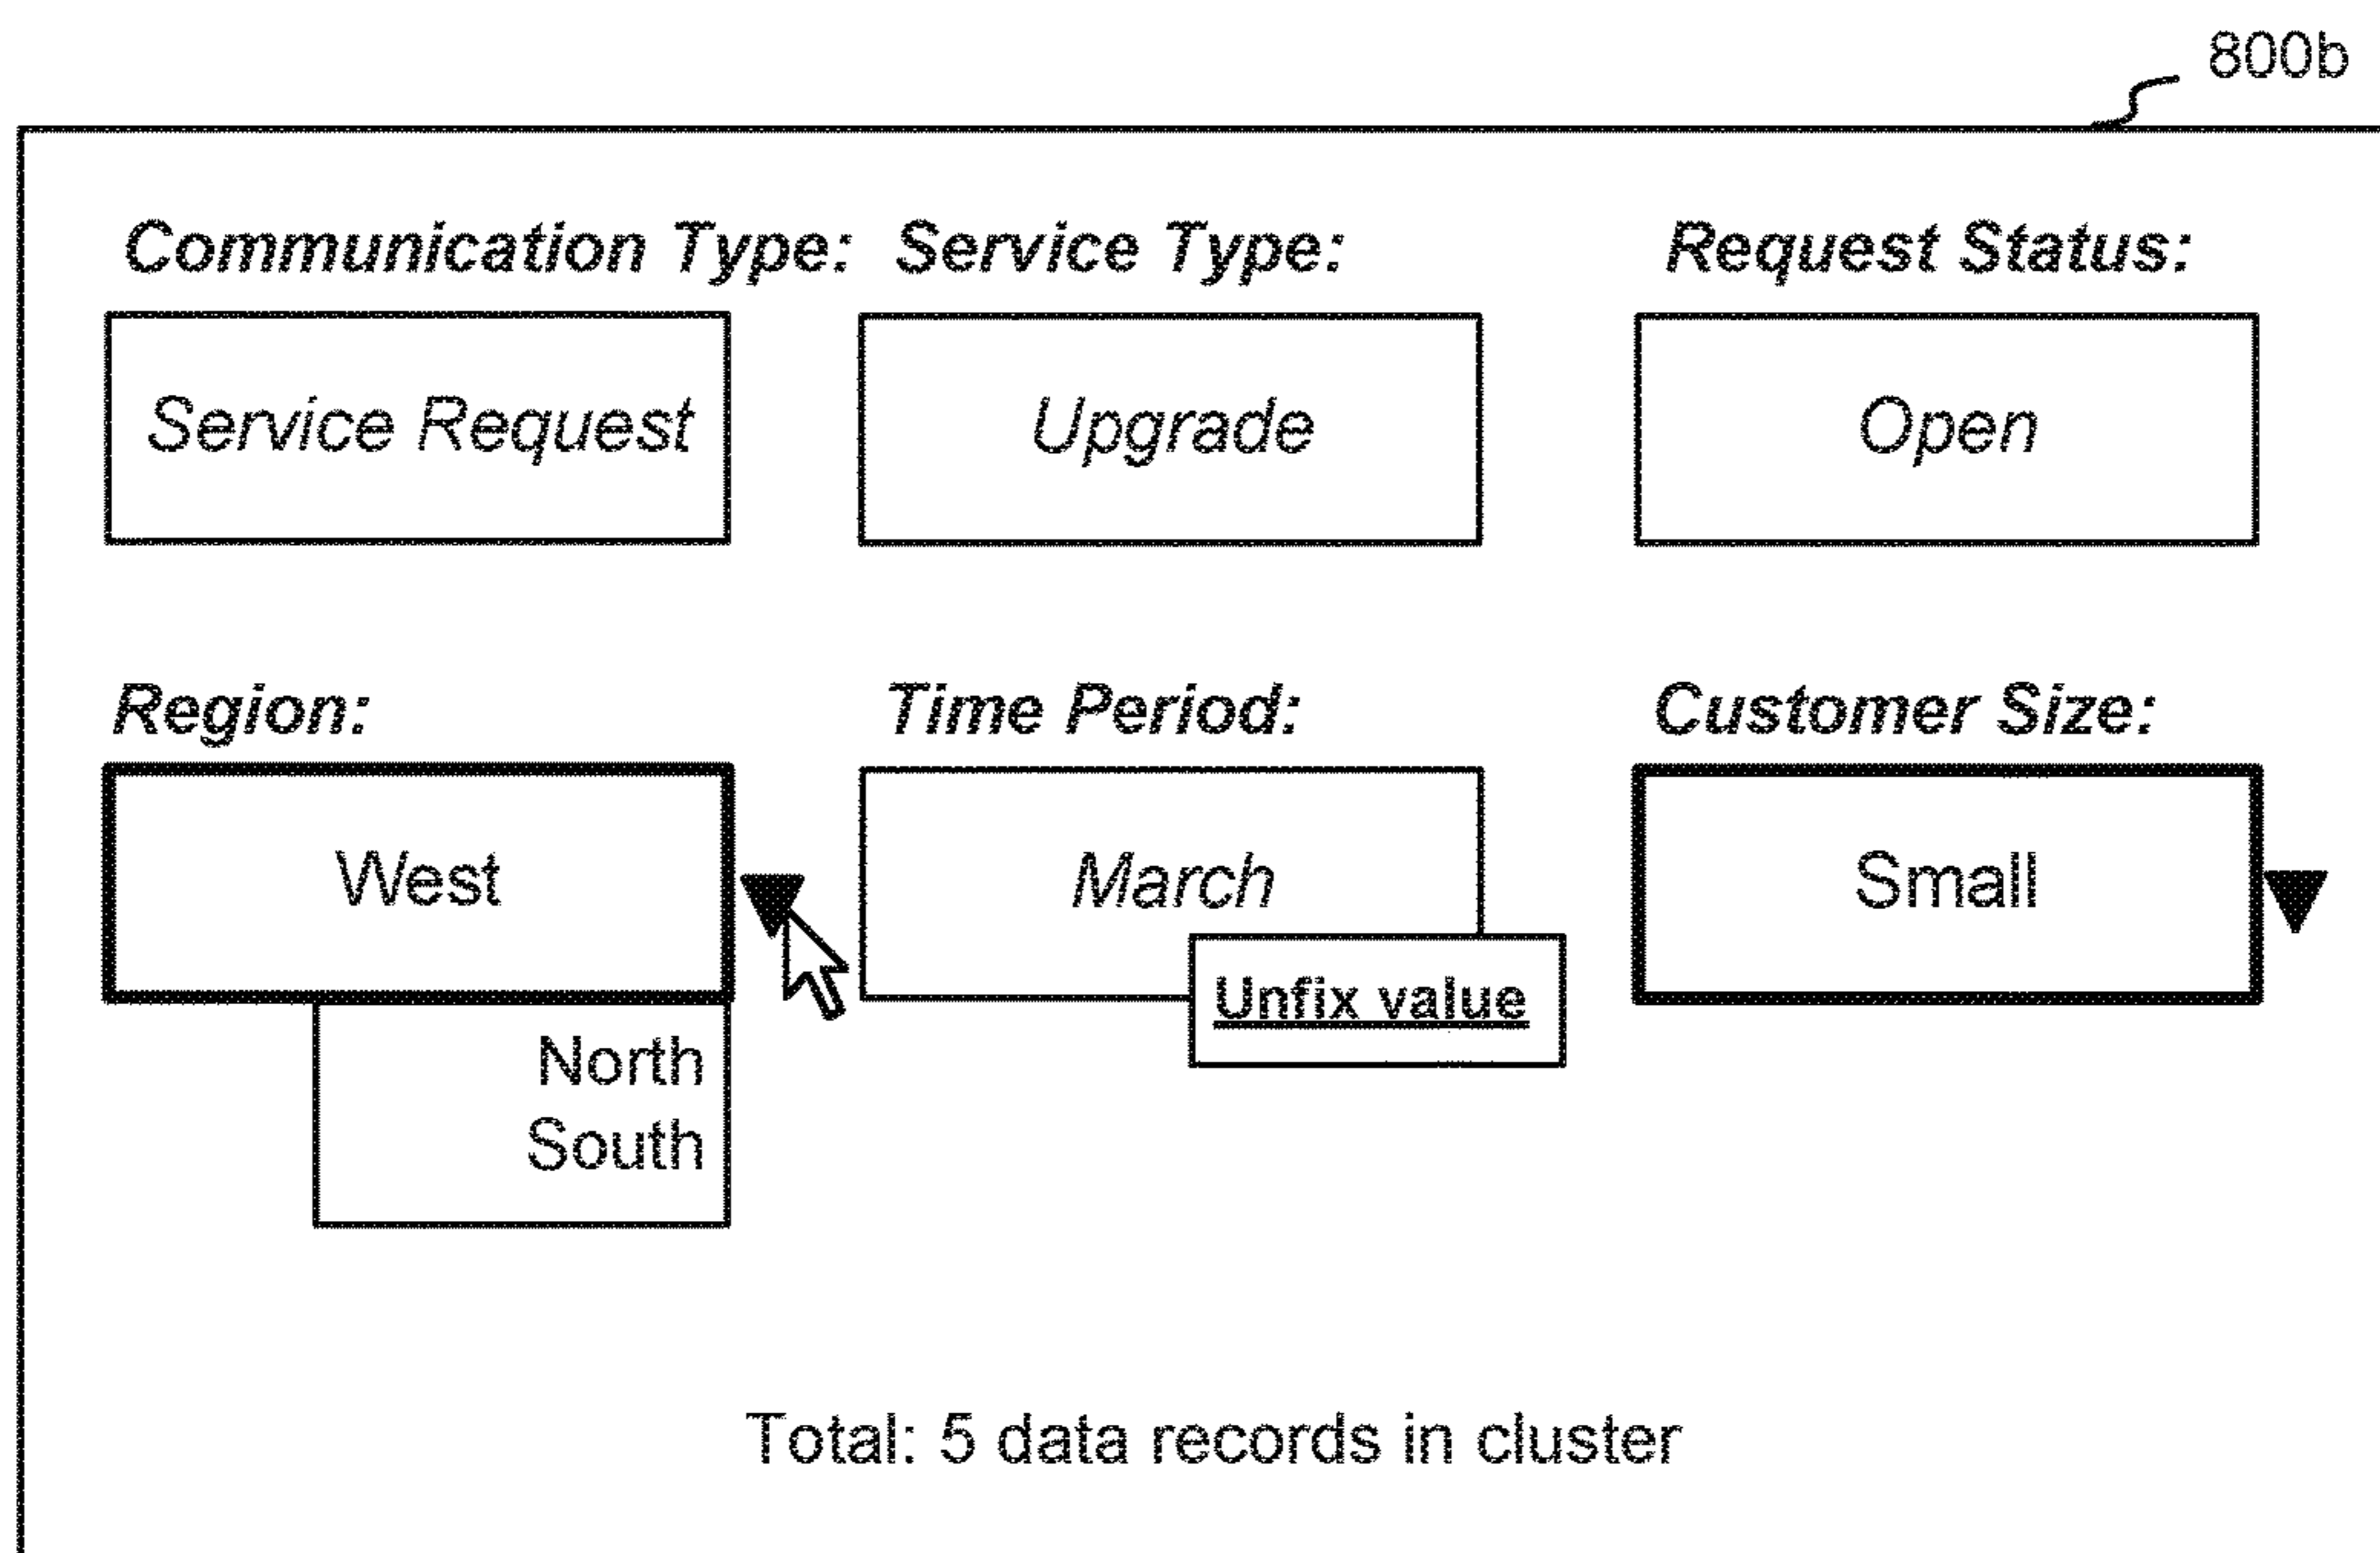 800b
Communication Type: Service Type: Request Status:
Service Request Upgrade Open
Region: Time Period: Customer Size:
West March Small
Unfix value
North
South
Total: 5 data records in cluster